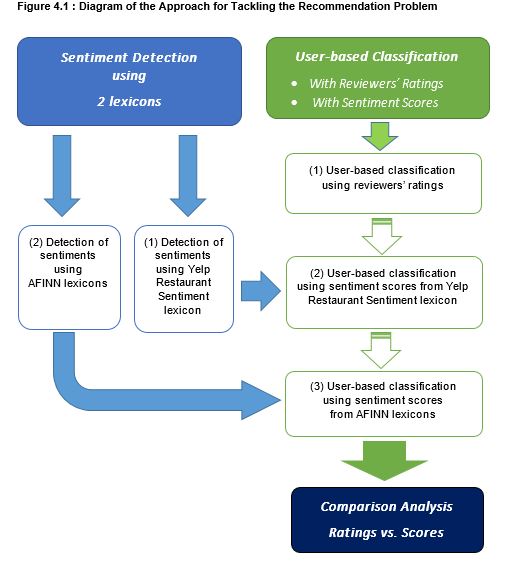 Figure 4.1 : Diagram of the Approach for Tackling the Recommendation Problem
Sentiment Detection
using
2 lexicons
User-based Classification
• With Reviewers´ Ratings
• With Sentiment Scores
(1) User-based classification
using reviewers’ ratings
(2) Detection of
sentiments
using
AFINN lexicons
(1) Detection of
sentiments
using Yelp
Restaurant
Sentiment
lexicon
(2) User-based classification
using sentiment scores from Yelp
Restaurant Sentiment lexicon
(3) User-based classification
using sentiment scores
from AFINN lexicons
Comparison Analysis
Ratings vs. Scores